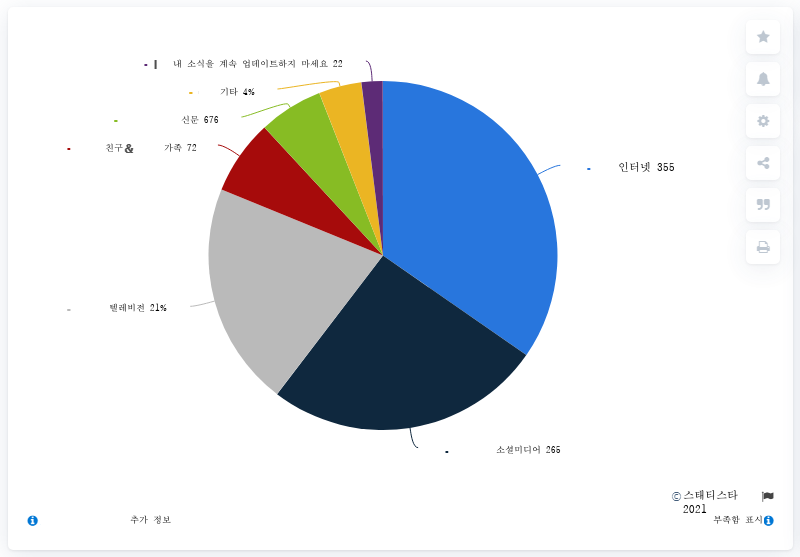 내 소식을 계속 업데이트하지 마세요 22
기타 4%
신문 676
친구 & 가족 72
인터넷 355
텔레비전 21%
소셜미디어 265
© 스태티스타 2021
추가 정보
부족함 표시